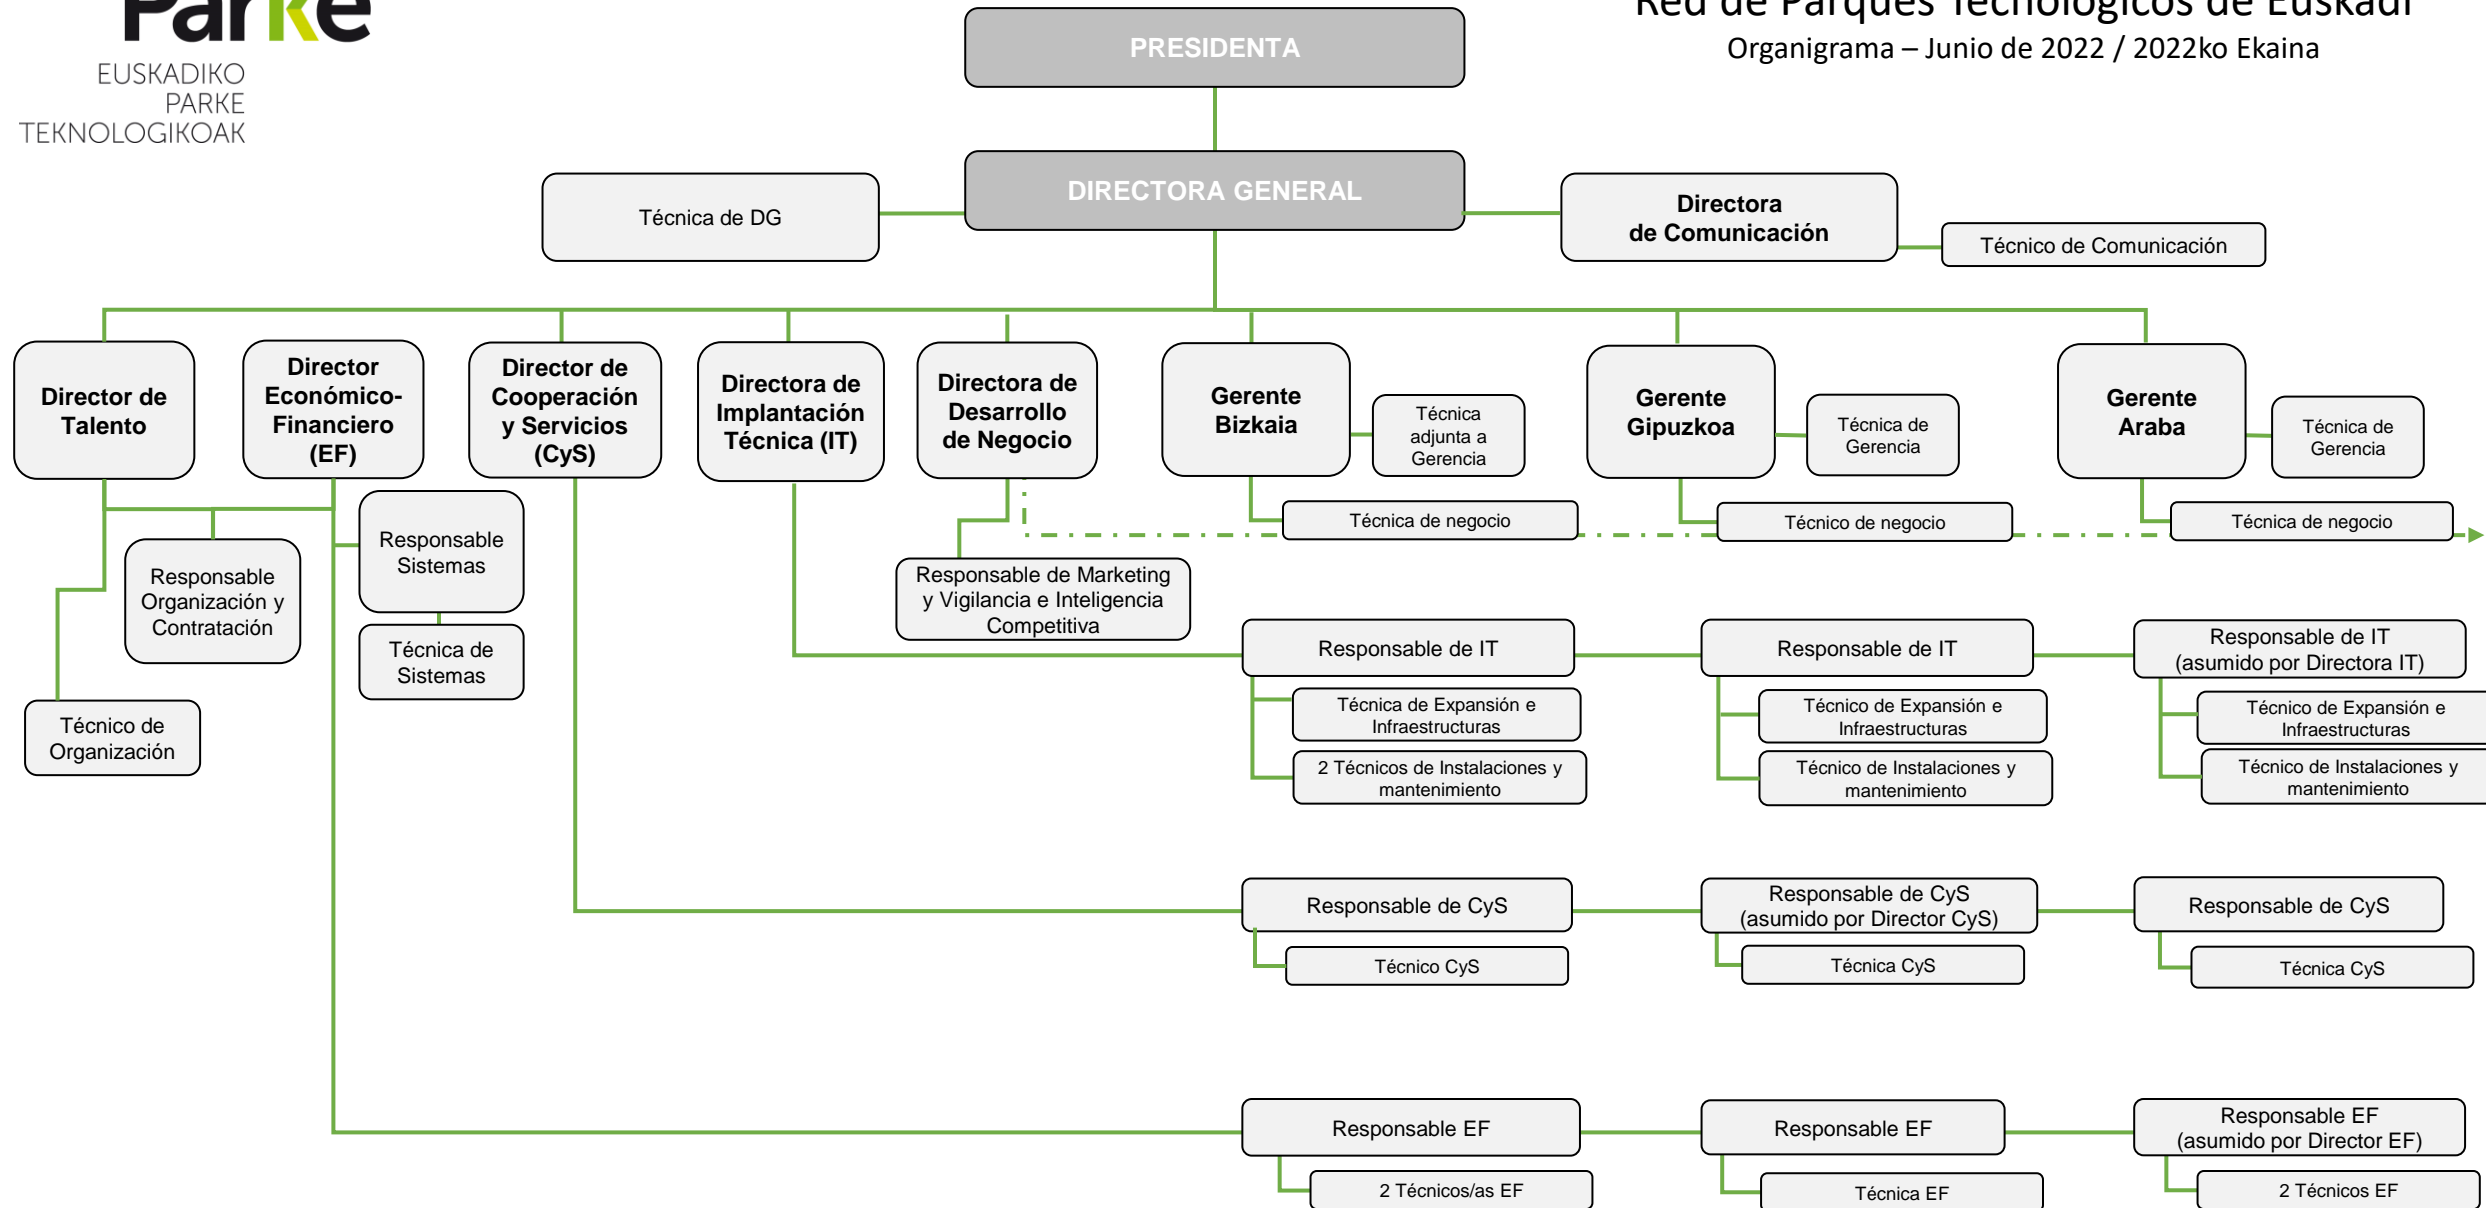 Parke
EUSKADIKO
PARKE
TEKNOLOGIKOAK
Red de Parques Tecnológicos de Euskadi
Organigrama – Junio de 2022 / 2022ko Ekaina
PRESIDENTA
DIRECTORA GENERAL
Técnica de DG
Directora
de Comunicación
Técnico de Comunicación
Director de
Talento
Director
Económico-
Financiero
(EF)
Director de
Cooperación
y Servicios
(CyS)
Directora de
Implantación
Técnica (IT)
Directora de
Desarrollo
de Negocio
Gerente
Bizkaia
Técnica
adjunta a
Gerencia
Gerente
Gipuzkoa
Técnica de
Gerencia
Gerente
Araba
Técnica de
Gerencia
Técnica de negocio
Técnico de negocio
Técnica de negocio
Responsable
Organización y
Contratación
Responsable
Sistemas
Técnica de
Sistemas
Técnico de
Organización
Responsable de Marketing
y Vigilancia e Inteligencia
Competitiva
Responsable de IT
Responsable de IT
Responsable de IT
(asumido por Directora IT)
Técnica de Expansión e
Infraestructuras
Técnico de Expansión e
Infraestructuras
Técnico de Expansión e
Infraestructuras
2 Técnicos de Instalaciones y
mantenimiento
Técnico de Instalaciones y
mantenimiento
Técnico de Instalaciones y
mantenimiento
Responsable de CyS
Responsable de CyS
(asumido por Director CyS)
Responsable de CyS
Técnico CyS
Técnica CyS
Técnica CyS
Responsable EF
Responsable EF
Responsable EF
(asumido por Director EF)
2 Técnicos/as EF
Técnica EF
2 Técnicos EF